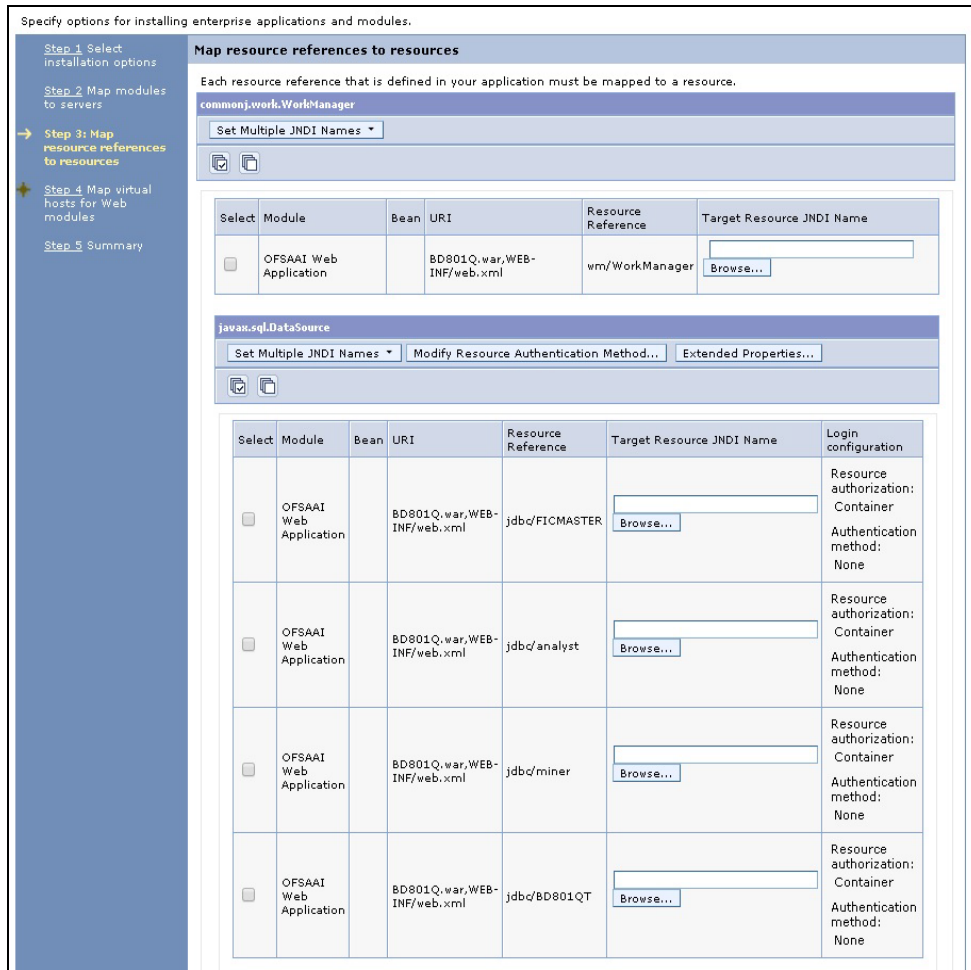 Specify options for installing enterprise applications and modules.
Step 1 Select
installation options
Step 2 Map modules
to servers
Step 3: Map
resource references
to resources
Step 4 Map virtual
hosts for Web
modules
Step 5 Summary
Map resource references to resources
Each resource reference that is defined in your application must be mapped to a resource.
commonj.work.WorkManager
Set Multiple JNDI Names
Select Module Bean URI Resource Reference Target Resource JNDI Name
OFSAAI Web
Application
BD801Q.war,WEB-
INF/web.xml
wm/WorkManager
Browse...
javax.sql.DataSource
Set Multiple JNDI Names Modify Resource Authentication Method... Extended Properties...
Select Module Bean URI Resource Reference Target Resource JNDI Name Login configuration
OFSAAI
Web
Application
BD801Q.war,WEB-
INF/web.xml
jdbc/FICMASTER
Browse...
Resource
authorization:
Container
Authentication
method:
None
OFSAAI
Web
Application
BD801Q.war,WEB-
INF/web.xml
jdbc/analyst
Browse...
Resource
authorization:
Container
Authentication
method:
None
OFSAAI
Web
Application
BD801Q.war,WEB-
INF/web.xml
jdbc/miner
Browse...
Resource
authorization:
Container
Authentication
method:
None
OFSAAI
Web
Application
BD801Q.war,WEB-
INF/web.xml
jdbc/BD801QT
Browse...
Resource
authorization:
Container
Authentication
method:
None